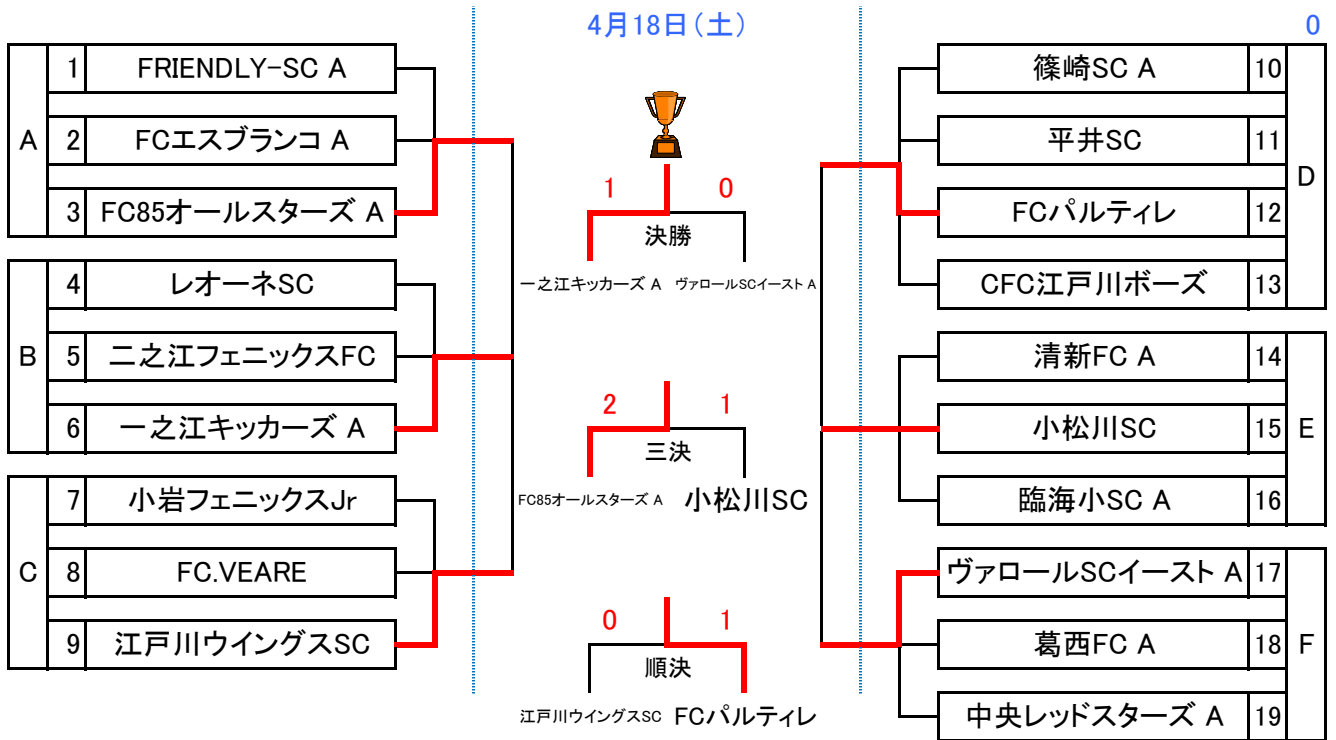 4月18日（土）
0
A
1 FRIENDLY-SC A
2 FCエスブランコ A
3 FC85オールスターズ A
B
4 レオーネSC
5 二之江フェニックスFC
6 一之江キッカーズ A
C
7 小岩フェニックスJr
8 FC.VEARE
9 江戸川ウイングスSC
1 0
決勝
一之江キッカーズ A ヴァロールSCイースト A
2 1
三決
FC85オールスターズ A 小松川SC
0 1
順決
江戸川ウイングスSC FCパルティレ
篠崎SC A 10
平井SC 11
FCパルティレ 12
CFC江戸川ボーズ 13
D
清新FC A 14
小松川SC 15
臨海小SC A 16
E
ヴァロールSCイースト A 17
葛西FC A 18
中央レッドスターズ A 19
F